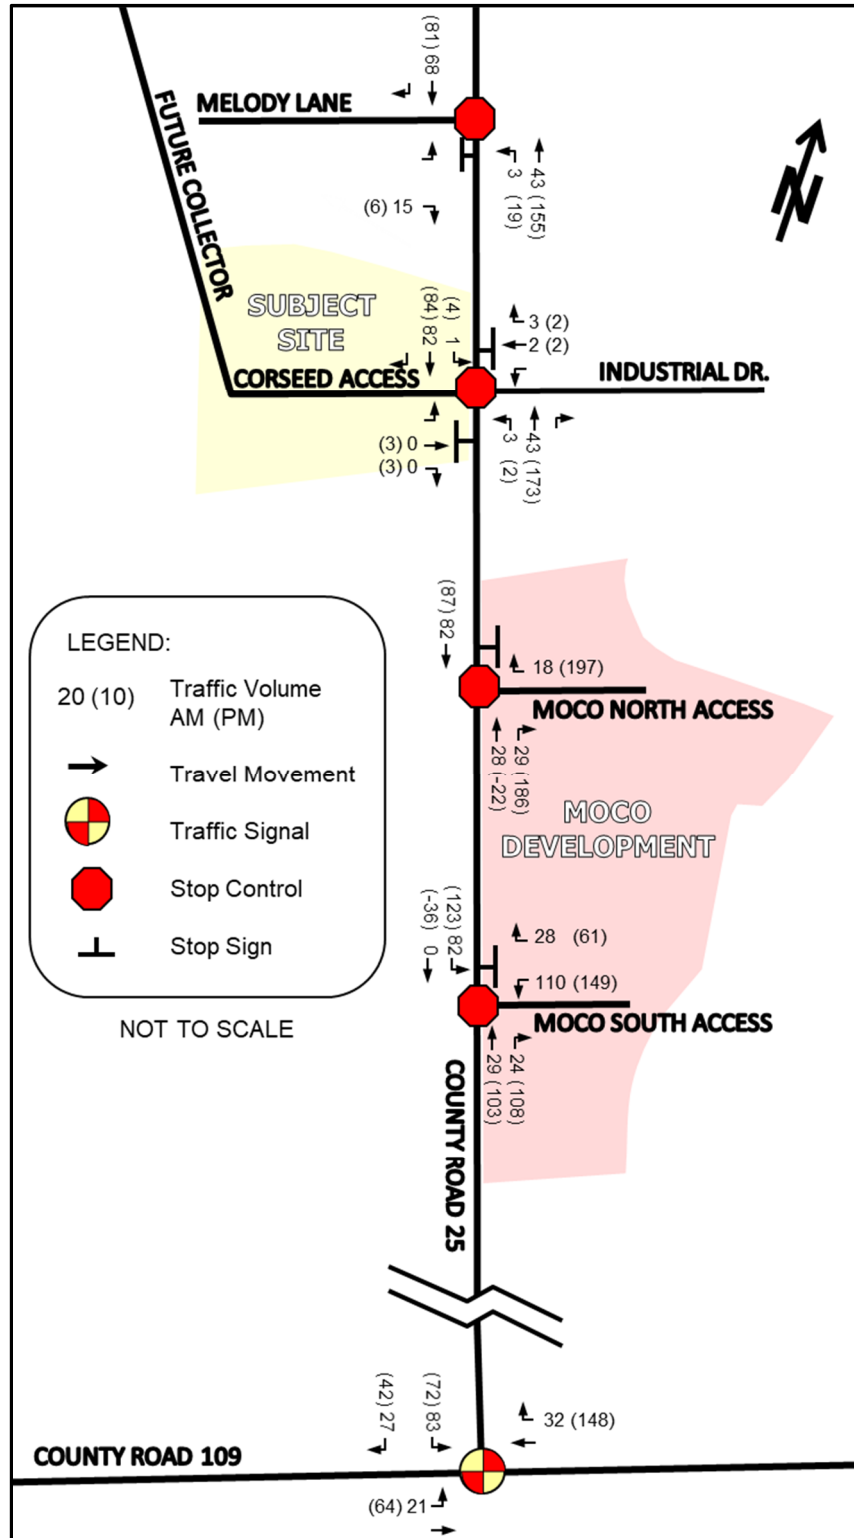 (81) 68
MELODY LANE
FUTURE COLLECTOR
3 (19)
43 (155)
(6) 15
N
SUBJECT
SITE
(84) 82
(4) 1
3 (2)
2 (2)
CORSEED ACCESS
INDUSTRIAL DR.
(3) 0
(3) 0
3 (2)
43 (173)
(87) 82
18 (197)
MOCO NORTH ACCESS
28 (-22)
29 (186)
MOCO
DEVELOPMENT
LEGEND:
20 (10)
Traffic Volume
AM (PM)
Travel Movement
Traffic Signal
Stop Control
Stop Sign
NOT TO SCALE
(-36) 0
(123) 82
28 (61)
110 (149)
MOCO SOUTH ACCESS
29 (103)
24 (108)
COUNTY ROAD 25
(42) 27
(72) 83
32 (148)
COUNTY ROAD 109
(64) 21